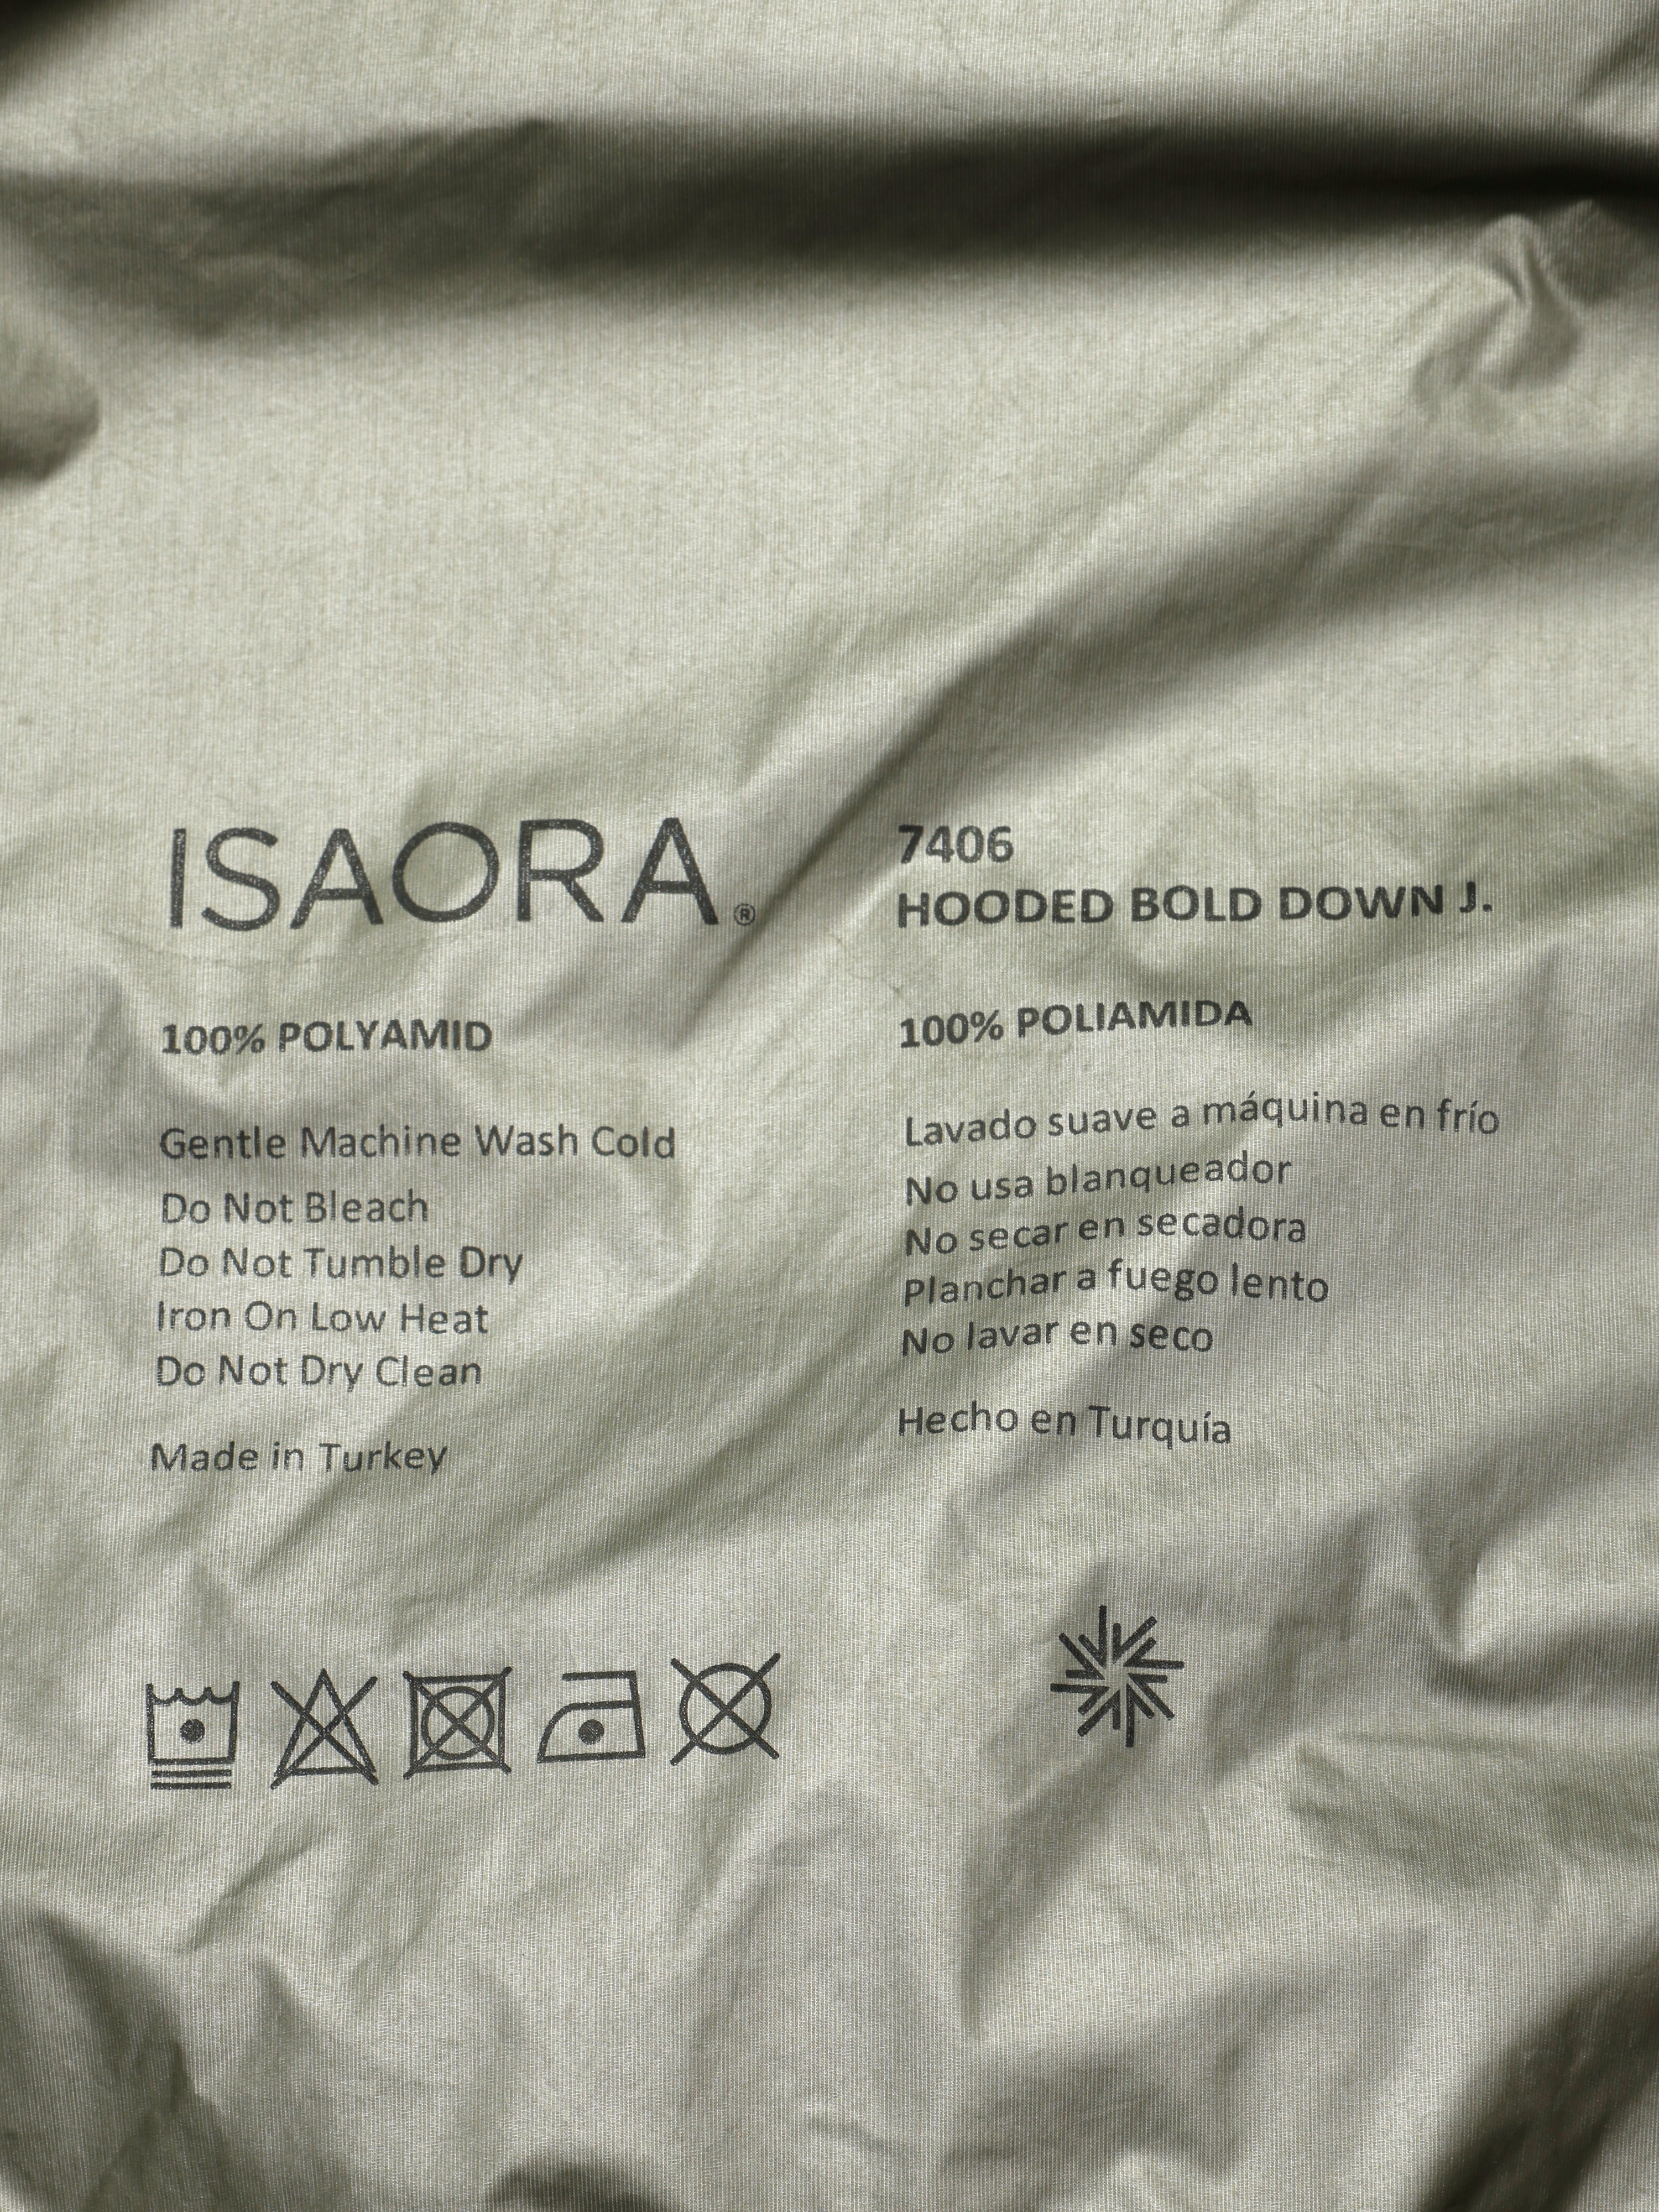 ISAORA®
100% POLYAMID
Gentle Machine Wash Cold
Do Not Bleach
Do Not Tumble Dry
Iron On Low Heat
Do Not Dry Clean
Made in Turkey
7406
HOODED BOLD DOWN J.
100% POLIAMIDA
Lavado suave a máquina en frío
No usa blanqueador
No secar en secadora
Planchar a fuego lento
No lavar en seco
Hecho en Turquía